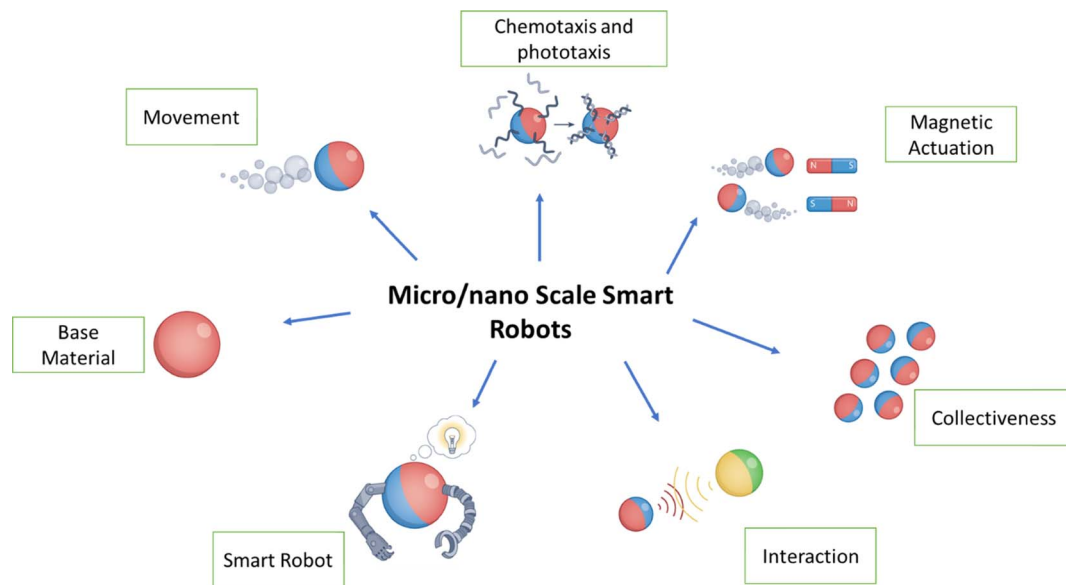 Chemotaxis and
phototaxis
Movement
Magnetic
Actuation
N S
S N
Micro/nano Scale Smart
Robots
Base
Material
Collectiveness
Smart Robot
Interaction